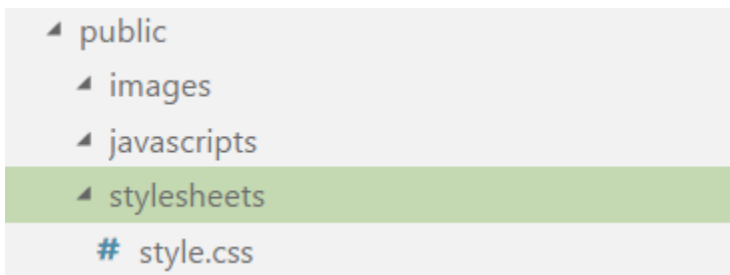 public
images
javascripts
stylesheets
# style.css